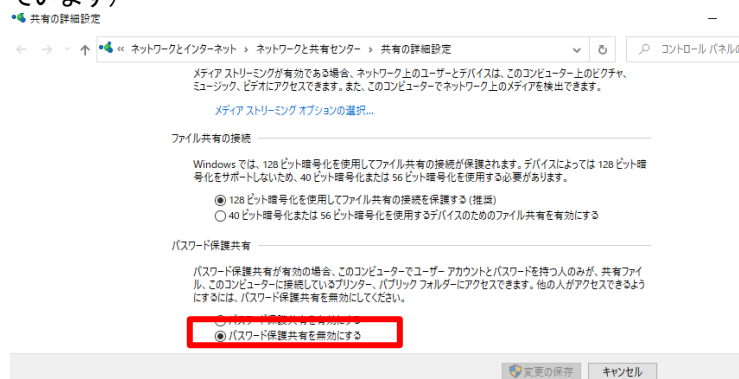 ています）
共有の詳細設定
« ネットワークとインターネット › ネットワークと共有センター › 共有の詳細設定
コントロール パネルの
メディア ストリーミングが有効である場合、ネットワーク上のユーザーとデバイスは、このコンピューター上のピクチャ、
ミュージック、ビデオにアクセスできます。また、このコンピューターでネットワーク上のメディアを検出できます。
メディア ストリーミング オプションの選択...
ファイル共有の接続
Windows では、128 ビット暗号化を使用してファイル共有の接続が保護されます。デバイスによっては 128 ビット暗
号化をサポートしないため、40 ビット暗号化または 56 ビット暗号化を使用する必要があります。
128 ビット暗号化を使用してファイル共有の接続を保護する (推奨)
40 ビット暗号化または 56 ビット暗号化を使用するデバイスのためのファイル共有を有効にする
パスワード保護共有
パスワード保護共有が有効の場合、このコンピューターでユーザー アカウントとパスワードを持つ人のみが、共有ファイ
ル、このコンピューターに接続しているプリンター、パブリック フォルダーにアクセスできます。他の人がアクセスできるよう
にするには、パスワード保護共有を無効にしてください。
パスワード保護共有を有効にする
パスワード保護共有を無効にする
変更の保存
キャンセル